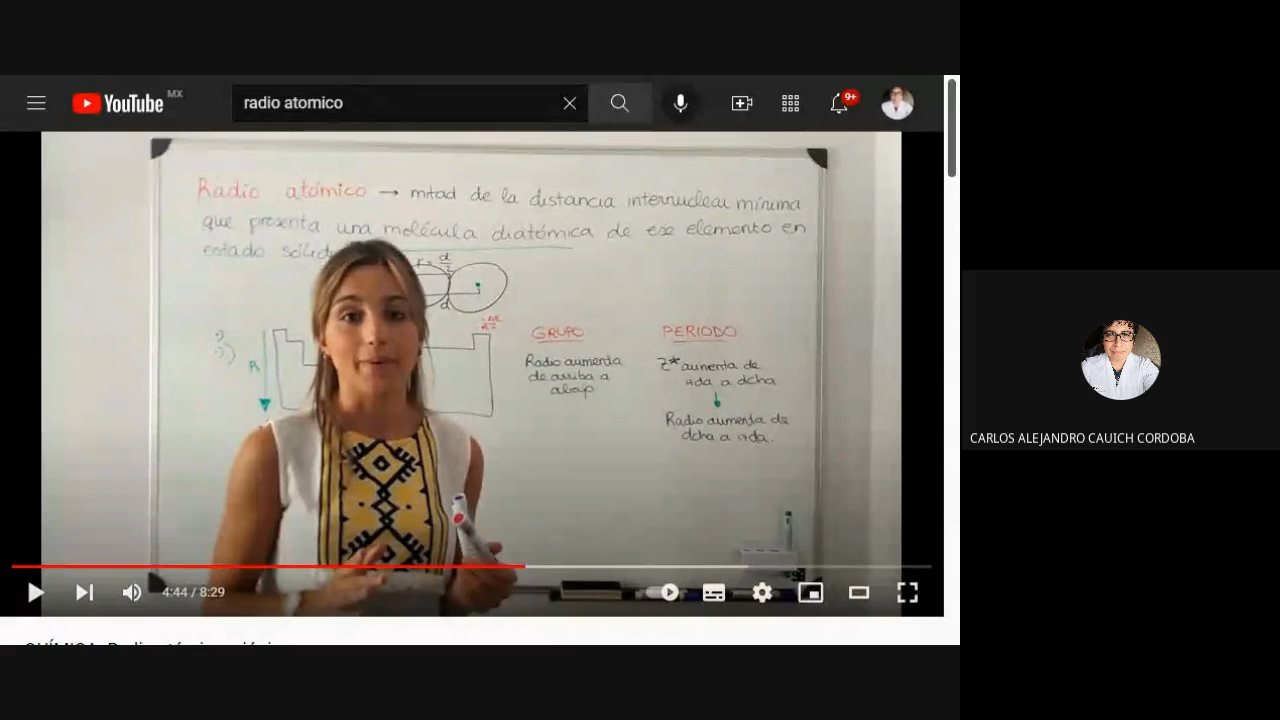 YouTube MX
radio atomico
9+
Radio atómico → mitad de la distancia internuclear mínima
que presenta una molécula diatómica de ese elemento en
estado sólido
r = d/2
d
R
GRUPO
Radio aumenta
de arriba a
abajo
PERIODO
Z* aumenta de
izda a dcha
↓
Radio aumenta de
dcha a izda.
4:44 / 8:29
CARLOS ALEJANDRO CAUICH CORDOBA